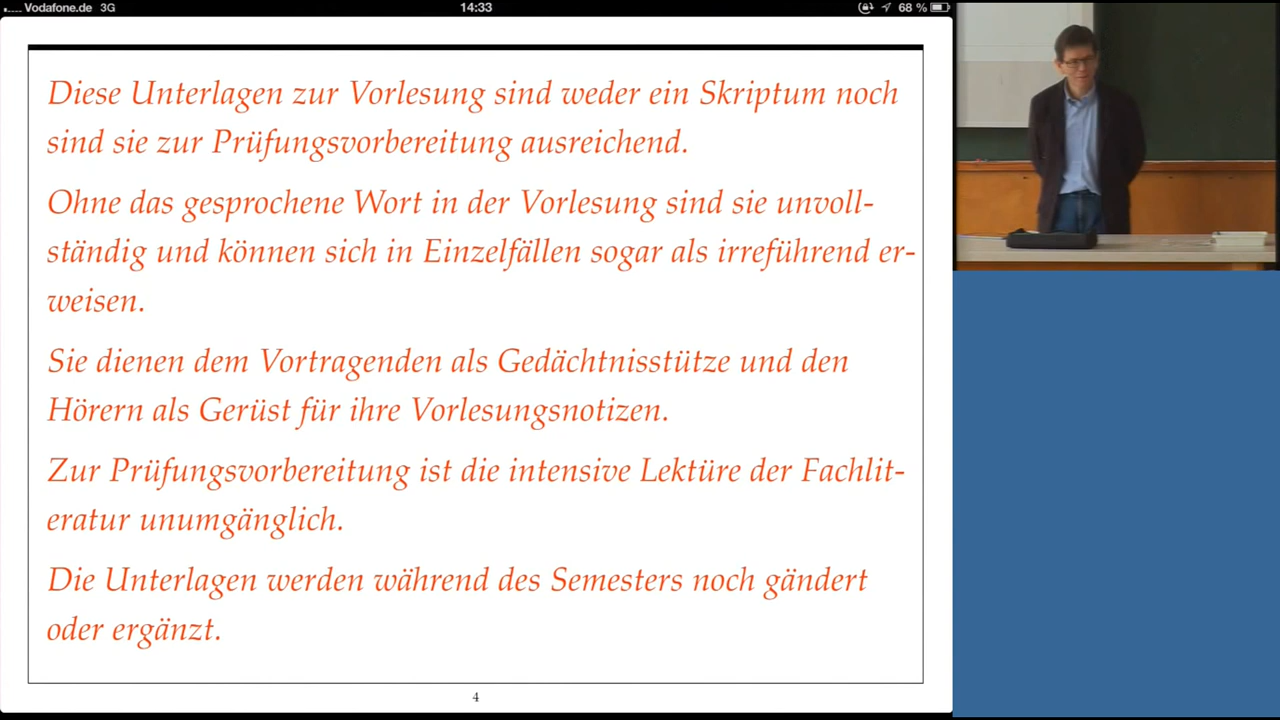 .....Vodafone.de 3G 14:33 68 %
Diese Unterlagen zur Vorlesung sind weder ein Skriptum noch
sind sie zur Prüfungsvorbereitung ausreichend.
Ohne das gesprochene Wort in der Vorlesung sind sie unvoll-
ständig und können sich in Einzelfällen sogar als irreführend er-
weisen.
Sie dienen dem Vortragenden als Gedächtnisstütze und den
Hörern als Gerüst für ihre Vorlesungsnotizen.
Zur Prüfungsvorbereitung ist die intensive Lektüre der Fachlit-
eratur unumgänglich.
Die Unterlagen werden während des Semesters noch gändert
oder ergänzt.
4